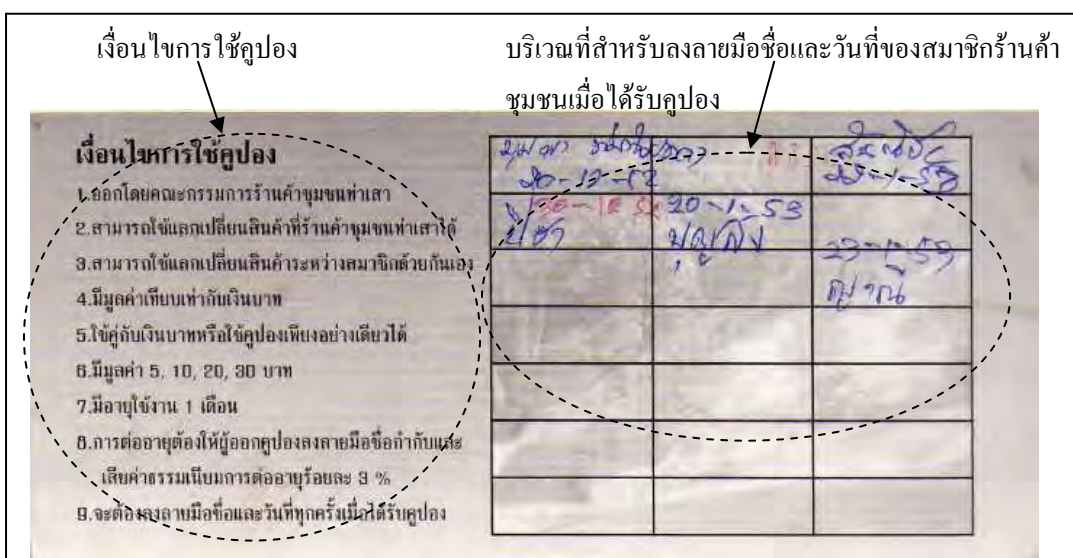 เงื่อนไขการใช้คูปอง
บริเวณที่สำหรับลงลายมือชื่อและวันที่ของสมาชิกร้านค้า
ชุมชนเมื่อได้รับคูปอง
เงื่อนไขการใช้คูปอง
1.ออกโดยคณะกรรมการร้านค้าชุมชนท่าเสา
2.สามารถใช้แลกเปลี่ยนสินค้าที่ร้านค้าชุมชนท่าเสาได้
3.สามารถใช้แลกเปลี่ยนสินค้าระหว่างสมาชิกด้วยกันเอง
4.มีมูลค่าเทียบเท่ากับเงินบาท
5.ใช้คู่กับเงินบาทหรือใช้คูปองเพียงอย่างเดียวได้
6.มีมูลค่า 5, 10, 20, 30 บาท
7.มีอายุใช้งาน 1 เดือน
8.การต่ออายุต้องให้ผู้ออกคูปองลงลายมือชื่อกำกับและ
เสียค่าธรรมเนียมการต่ออายุร้อยละ 3 %
9.จะต้องลงลายมือชื่อและวันที่ทุกครั้งเมื่อได้รับคูปอง
20-12-52
20-1-53